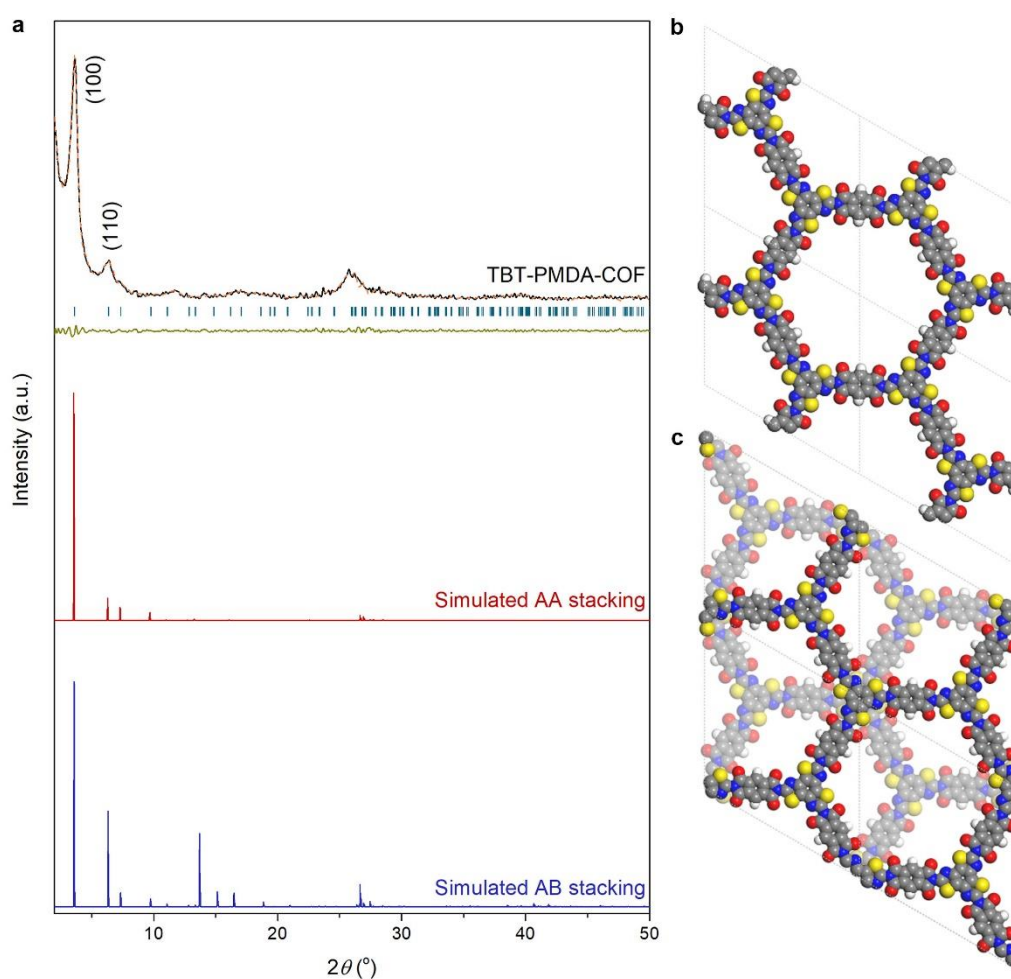 a
(100)
(110)
TBT-PMDA-COF
Simulated AA stacking
Simulated AB stacking
Intensity (a.u.)
10
20
30
40
50
2θ (°)
b
c